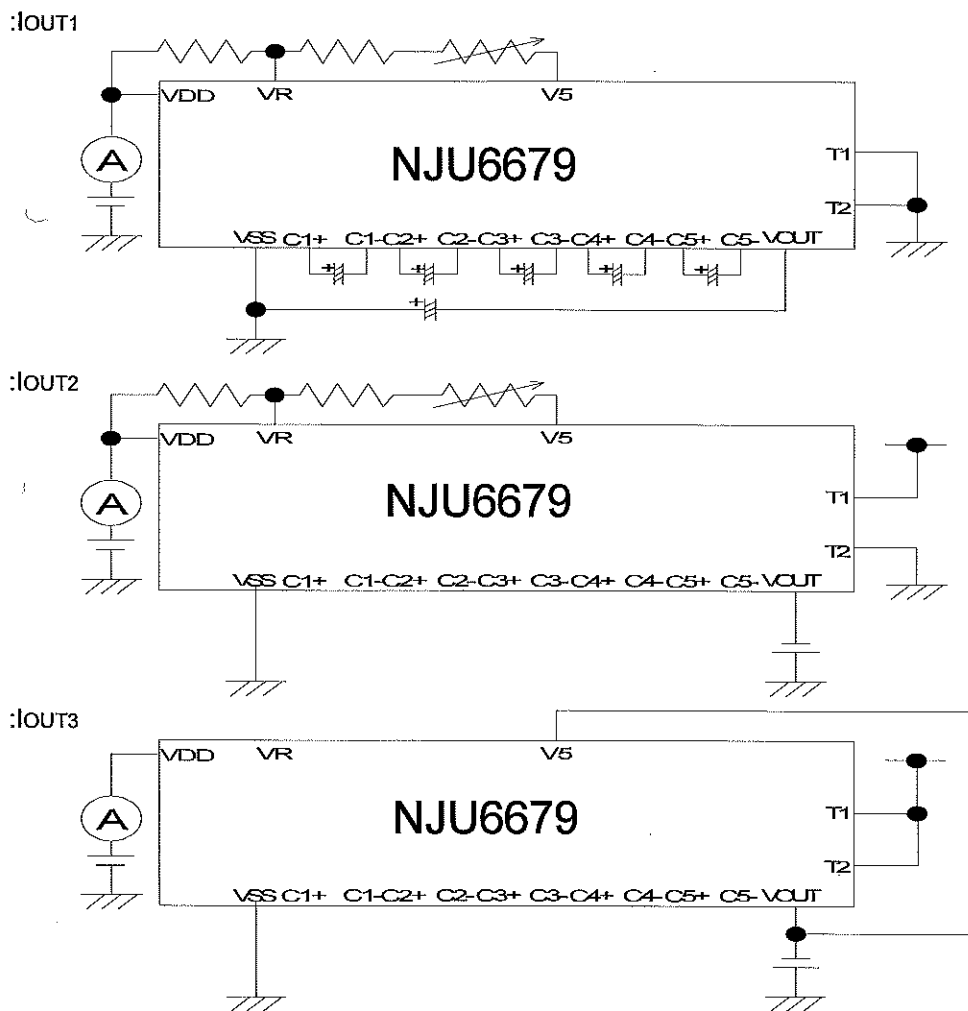 :IOUT1
VDD VR V5
A
NJU6679
T1
T2
VSS C1+ C1- C2+ C2- C3+ C3- C4+ C4- C5+ C5- VOUT
+ + + + +
+
:IOUT2
VDD VR V5
A
NJU6679
T1
T2
VSS C1+ C1- C2+ C2- C3+ C3- C4+ C4- C5+ C5- VOUT
:IOUT3
VDD VR V5
A
NJU6679
T1
T2
VSS C1+ C1- C2+ C2- C3+ C3- C4+ C4- C5+ C5- VOUT